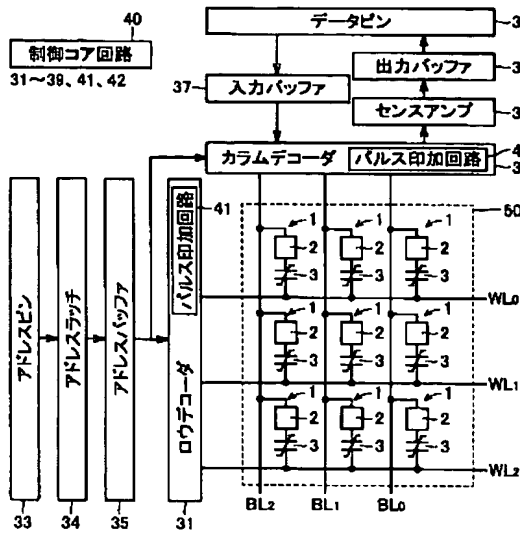 40
制御コア回路
31〜39、41、42
データピン
3
37
入力バッファ
出力バッファ
3
センスアンプ
3
カラムデコーダ
パルス印加回路
4
3
41
パルス印加回路
50
アドレスピン
アドレスラッチ
アドレスバッファ
ロウデコーダ
1 1 1
2 2 2
3 3 3
WL0
1 1 1
2 2 2
3 3 3
WL1
1 1 1
2 2 2
3 3 3
WL2
33 34 35 31
BL2 BL1 BL0